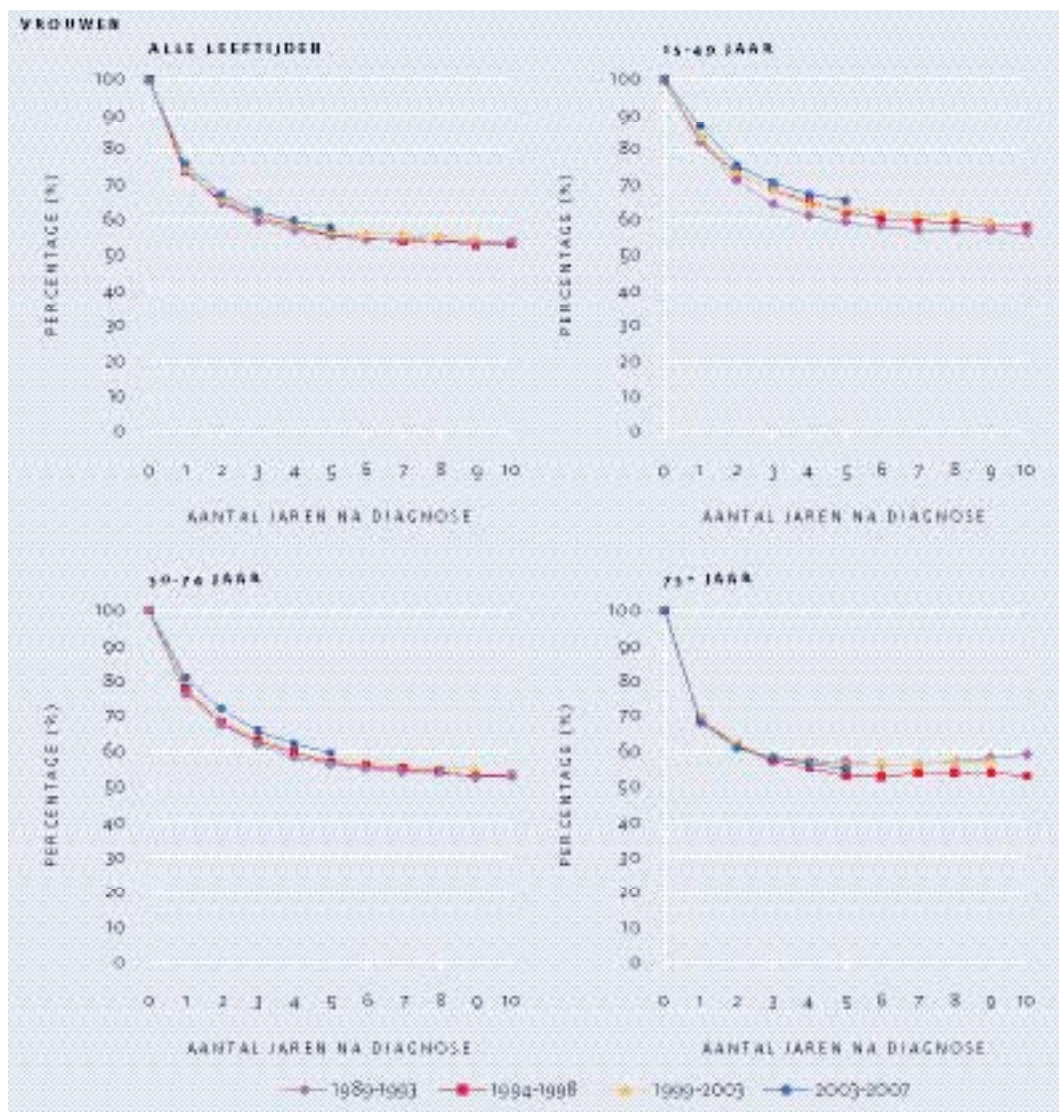 VROUWEN
ALLE LEEFTIJDEN
15-49 JAAR
PERCENTAGE (%)
100
90
80
70
60
50
40
30
20
10
0
0 1 2 3 4 5 6 7 8 9 10
AANTAL JAREN NA DIAGNOSE
PERCENTAGE (%)
100
90
80
70
60
50
40
30
20
10
0
0 1 2 3 4 5 6 7 8 9 10
AANTAL JAREN NA DIAGNOSE
50-74 JAAR
75+ JAAR
PERCENTAGE (%)
100
90
80
70
60
50
40
30
20
10
0
0 1 2 3 4 5 6 7 8 9 10
AANTAL JAREN NA DIAGNOSE
PERCENTAGE (%)
100
90
80
70
60
50
40
30
20
10
0
0 1 2 3 4 5 6 7 8 9 10
AANTAL JAREN NA DIAGNOSE
1989-1993 1994-1998 1999-2003 2003-2007